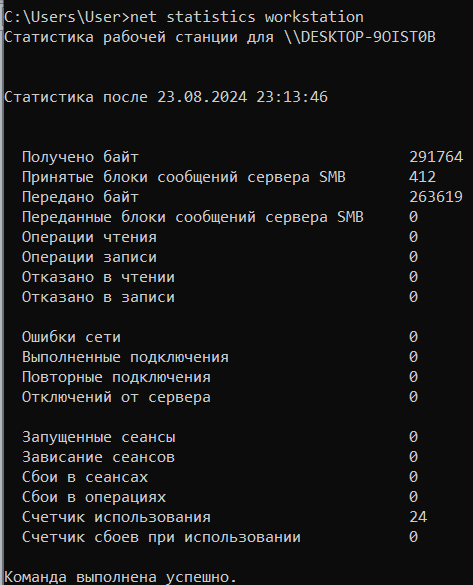 C:\Users\User>net statistics workstation
Статистика рабочей станции для \\DESKTOP-9OIST0B
Статистика после 23.08.2024 23:13:46
Получено байт 291764
Принятые блоки сообщений сервера SMB 412
Передано байт 263619
Переданные блоки сообщений сервера SMB 0
Операции чтения 0
Операции записи 0
Отказано в чтении 0
Отказано в записи 0
Ошибки сети 0
Выполненные подключения 0
Повторные подключения 0
Отключений от сервера 0
Запущенные сеансы 0
Зависание сеансов 0
Сбои в сеансах 0
Сбои в операциях 0
Счетчик использования 24
Счетчик сбоев при использовании 0
Команда выполнена успешно.